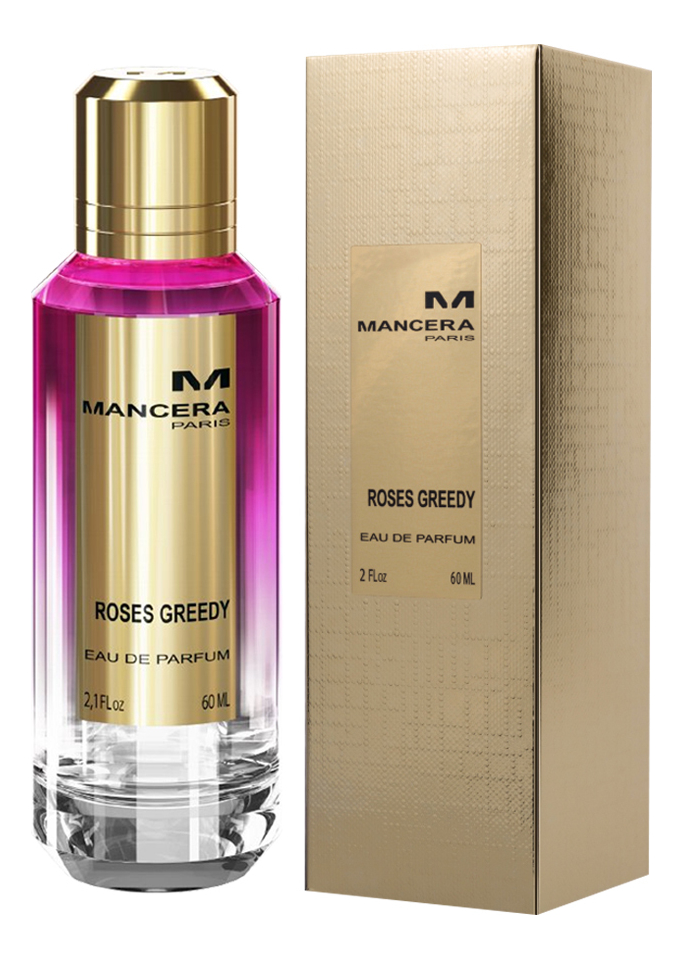 M
MANCERA
PARIS
ROSES GREEDY
EAU DE PARFUM
2,1FLoz 60 ML
M
MANCERA
PARIS
ROSES GREEDY
EAU DE PARFUM
2 FLoz 60 ML